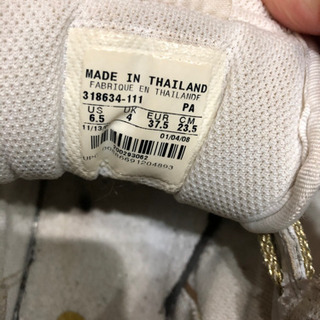 MADE IN THAILAND
FABRIQUE EN THAILANDE
318634-111 PA
US UK EUR CM
6.5 4 37.5 23.5
01/04/08